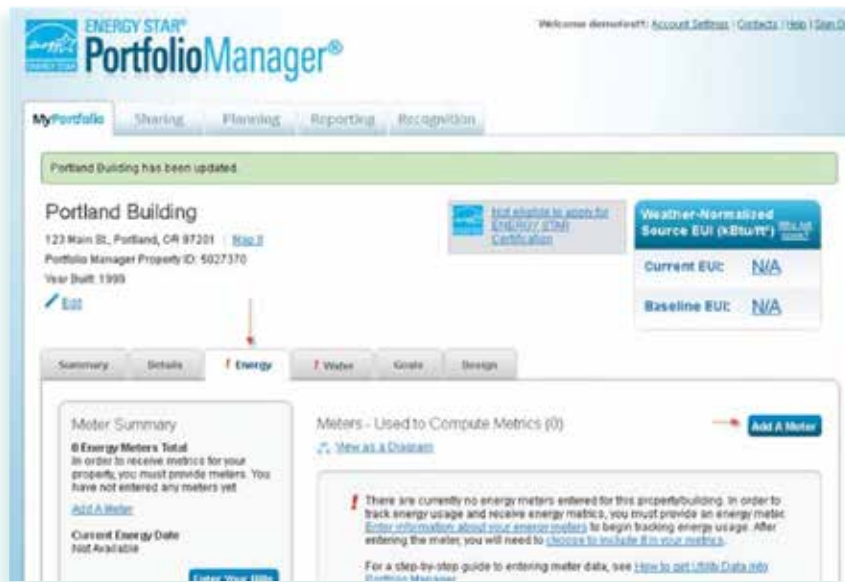 ENERGY STAR®
PortfolioManager®
Welcome demofirst1: Account Settings | Contacts | Help | Sign O
MyPortfolio Sharing Planning Reporting Recognition
Portland Building has been updated.
Portland Building
123 Main St., Portland, OR 97201 | Map It
Portfolio Manager Property ID: 5027370
Year Built: 1999
Edit
Not eligible to apply for
ENERGY STAR
Certification
Weather-Normalized
Source EUI (kBtu/ft²) Why not
score?
Current EUI: N/A
Baseline EUI: N/A
Summary Details ! Energy ! Water Goals Design
Meter Summary
0 Energy Meters Total
In order to receive metrics for your
property, you must provide meters. You
have not entered any meters yet
Add A Meter
Current Energy Date
Not Available
Enter Your Bills
Meters - Used to Compute Metrics (0)
View as a Diagram
Add A Meter
! There are currently no energy meters entered for this property/building. In order to
track energy usage and receive energy metrics, you must provide an energy meter.
Enter information about your energy meters to begin tracking energy usage. After
entering the meter, you will need to choose to include it in your metrics.
For a step-by-step guide to entering meter data, see How to get Utility Data into
Portfolio Manager